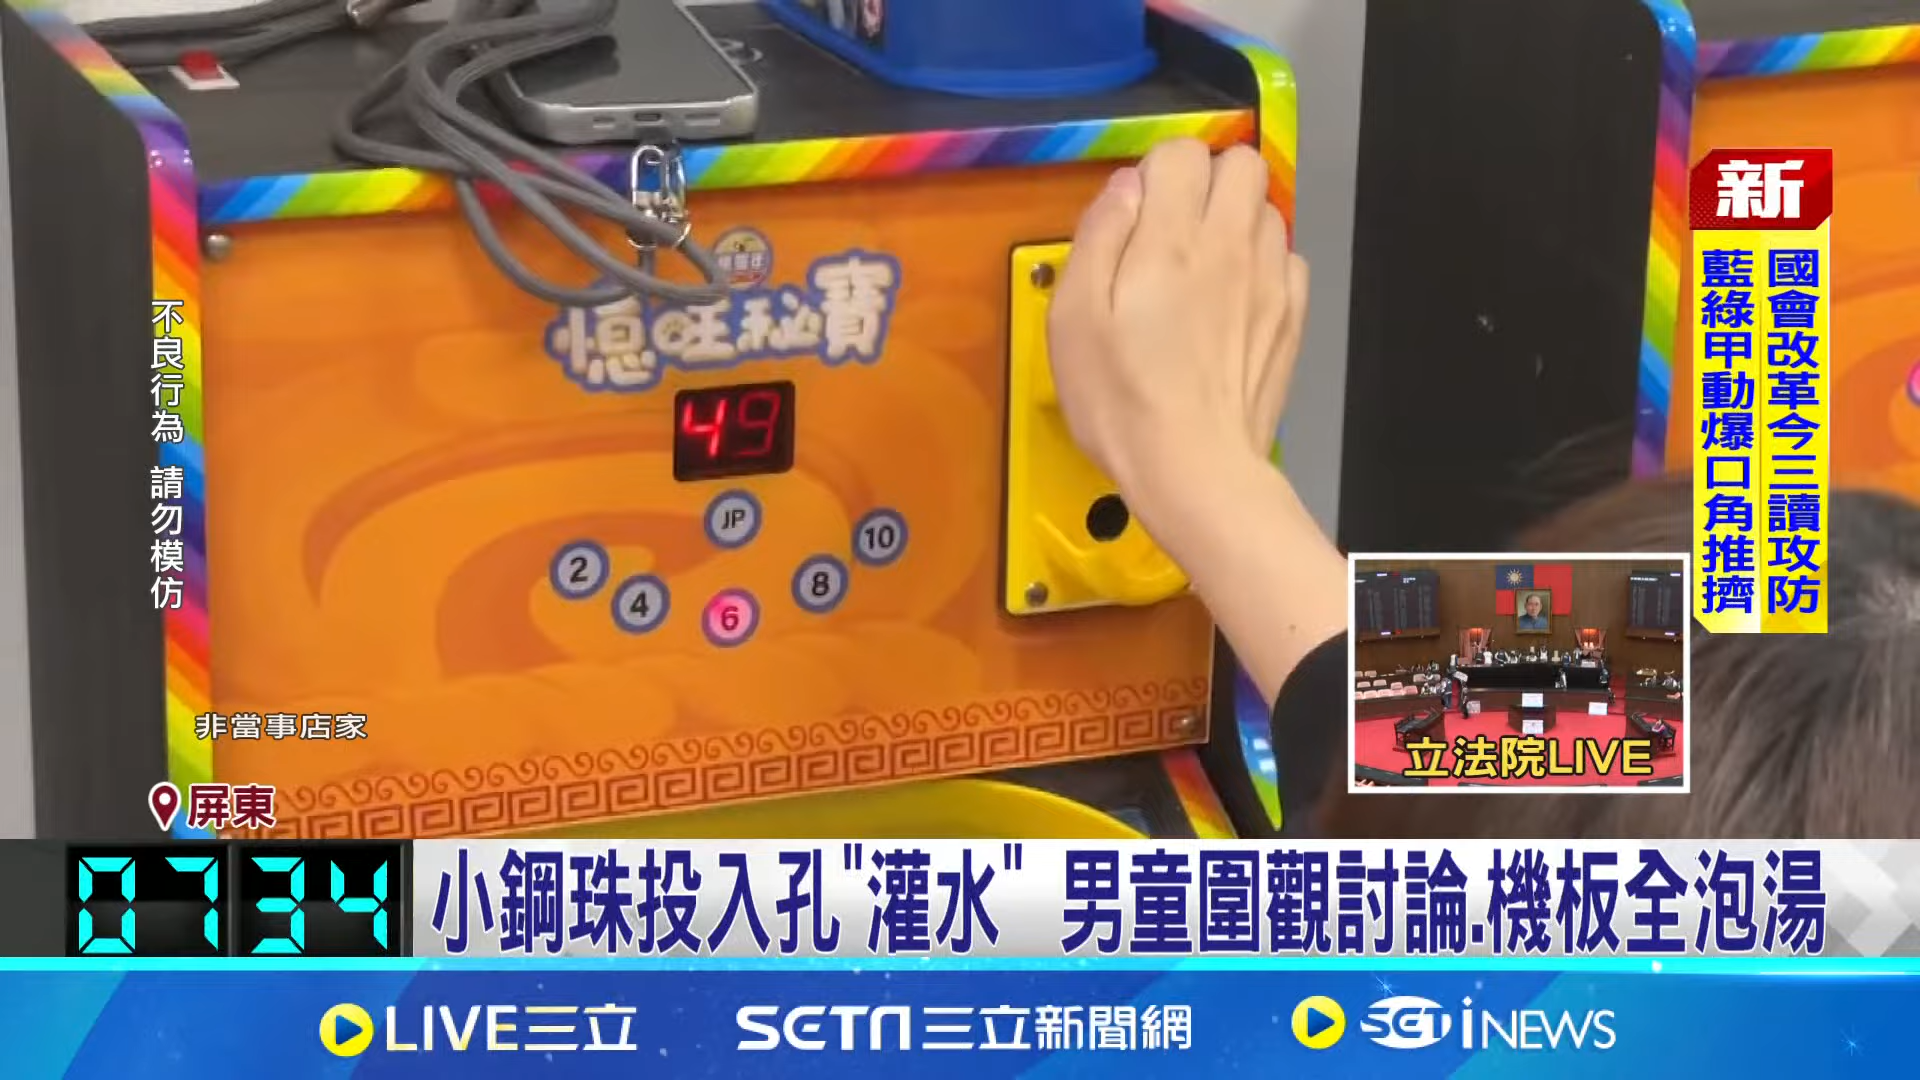 新
國會改革今三讀攻防
藍綠甲動爆口角推擠
不良行為 請勿模仿
憶旺秘寶
49
JP
2
4
6
8
10
非當事店家
屏東
立法院LIVE
0734
小鋼珠投入孔"灌水" 男童圍觀討論.機板全泡湯
LIVE三立
SETN三立新聞網
SET iNEWS